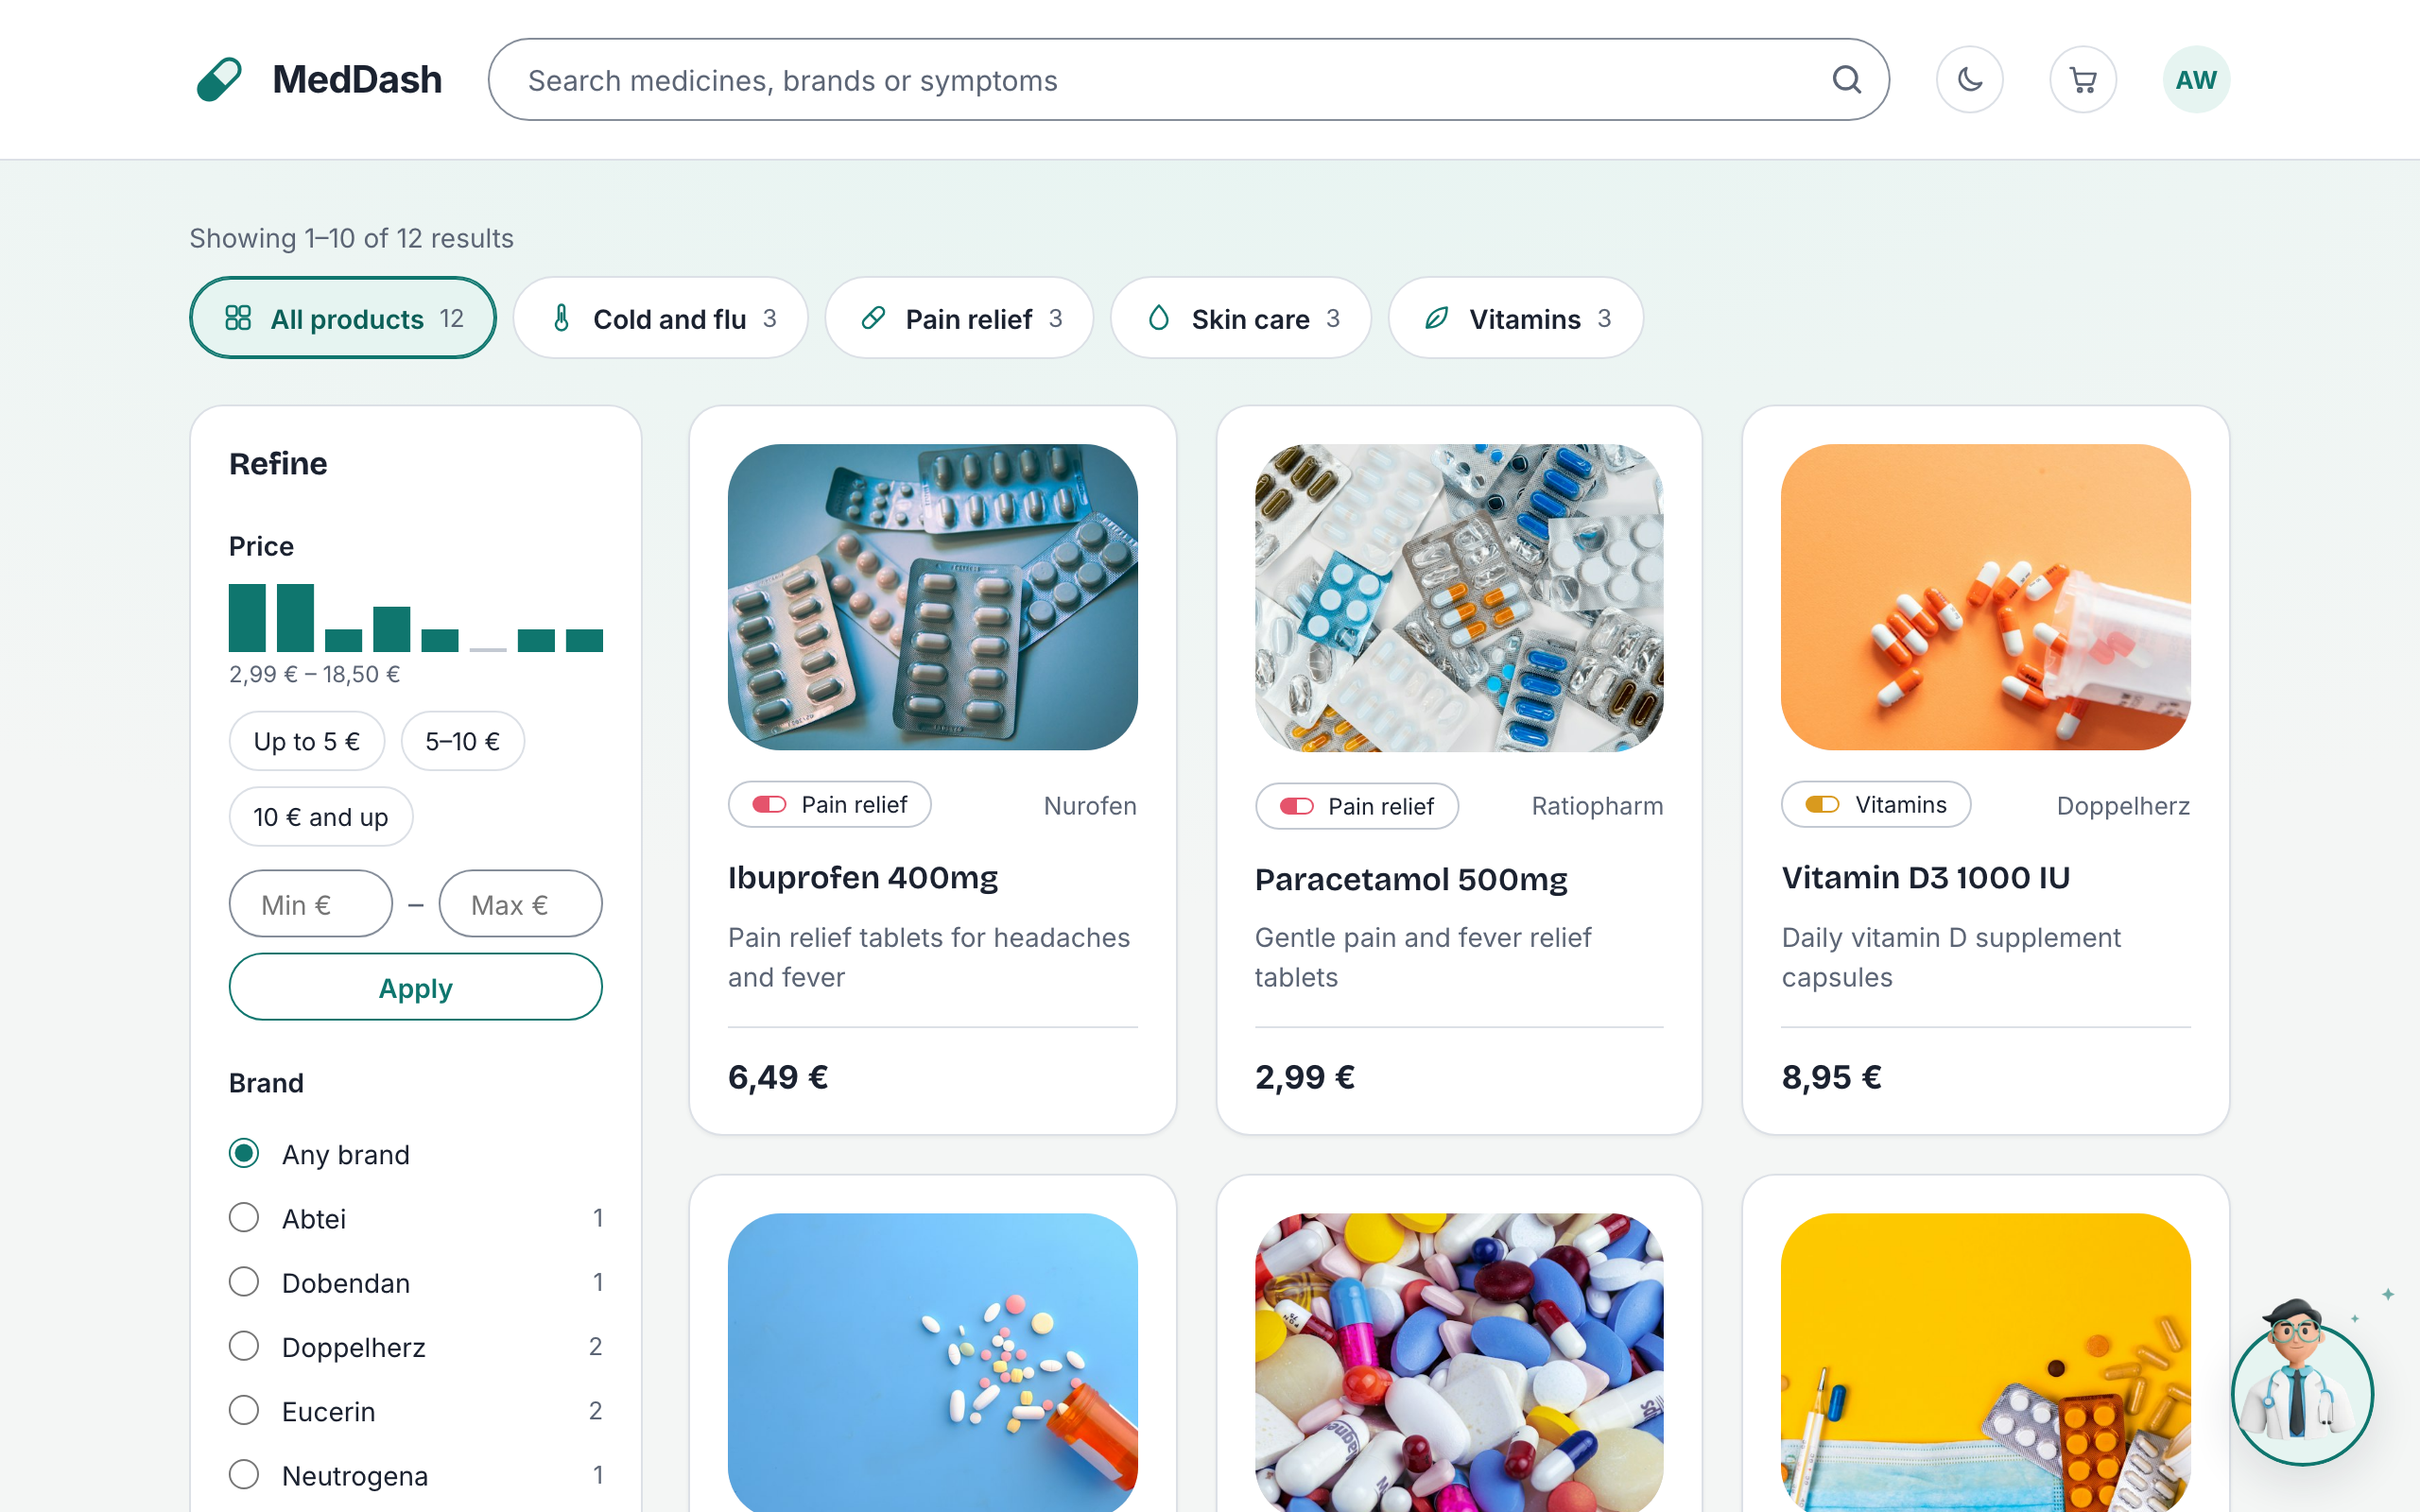 MedDash
Search medicines, brands or symptoms
AW
Showing 1–10 of 12 results
All products 12
Cold and flu 3
Pain relief 3
Skin care 3
Vitamins 3
Refine
Price
2,99 € – 18,50 €
Up to 5 €
5–10 €
10 € and up
Min €
–
Max €
Apply
Brand
Any brand
Abtei 1
Dobendan 1
Doppelherz 2
Eucerin 2
Neutrogena 1
Pain relief
Nurofen
Ibuprofen 400mg
Pain relief tablets for headaches
and fever
6,49 €
Pain relief
Ratiopharm
Paracetamol 500mg
Gentle pain and fever relief
tablets
2,99 €
Vitamins
Doppelherz
Vitamin D3 1000 IU
Daily vitamin D supplement
capsules
8,95 €